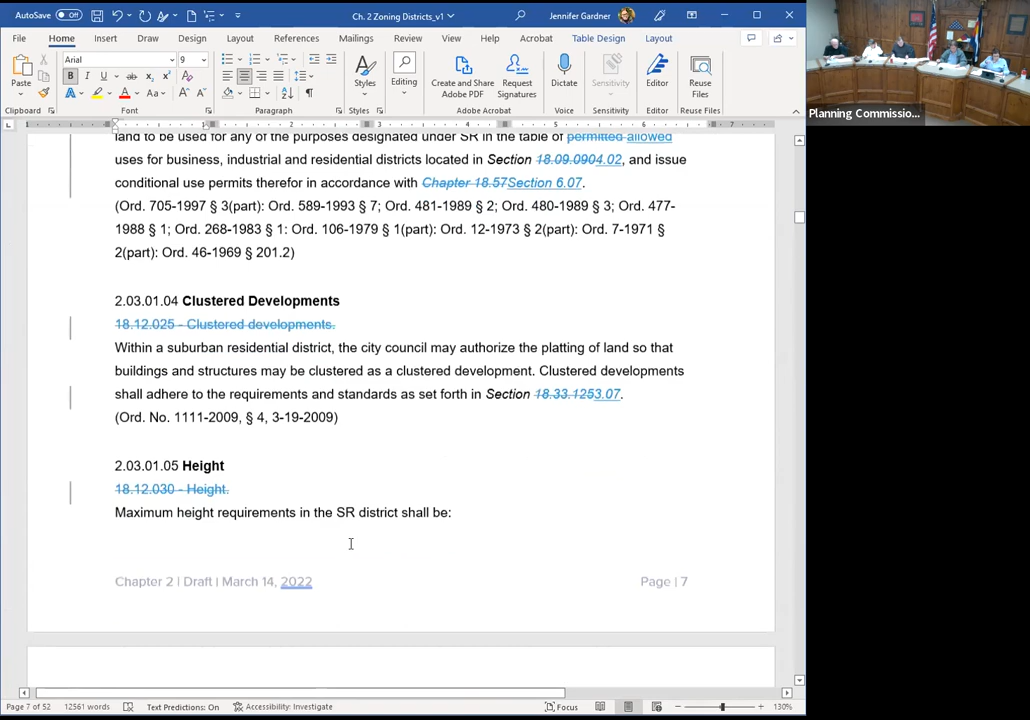 AutoSave Off Ch. 2 Zoning Districts_v1 Jennifer Gardner
File Home Insert Draw Design Layout References Mailings Review View Help Acrobat Table Design Layout
Arial 9
Paste Styles Editing Create and Share Adobe PDF Request Signatures Sensitivity Dictate Editor Reuse Files
Clipboard Font Paragraph Styles Adobe Acrobat Voice Sensitivity Editor Reuse Files
Planning Commissio...
1 1 2 3 4 5 6 7
land to be used for any of the purposes designated under SR in the table of permitted allowed
uses for business, industrial and residential districts located in Section 18.09.0904.02, and issue
conditional use permits therefor in accordance with Chapter 18.57Section 6.07.
(Ord. 705-1997 § 3(part): Ord. 589-1993 § 7; Ord. 481-1989 § 2; Ord. 480-1989 § 3; Ord. 477-
1988 § 1; Ord. 268-1983 § 1: Ord. 106-1979 § 1(part): Ord. 12-1973 § 2(part): Ord. 7-1971 §
2(part): Ord. 46-1969 § 201.2)
2.03.01.04 Clustered Developments
18.12.025 - Clustered developments.
Within a suburban residential district, the city council may authorize the platting of land so that
buildings and structures may be clustered as a clustered development. Clustered developments
shall adhere to the requirements and standards as set forth in Section 18.33.1253.07.
(Ord. No. 1111-2009, § 4, 3-19-2009)
2.03.01.05 Height
18.12.030 - Height.
Maximum height requirements in the SR district shall be:
Chapter 2 | Draft | March 14, 2022 Page | 7
Page 7 of 52 12561 words Text Predictions: On Accessibility: Investigate Focus 130%